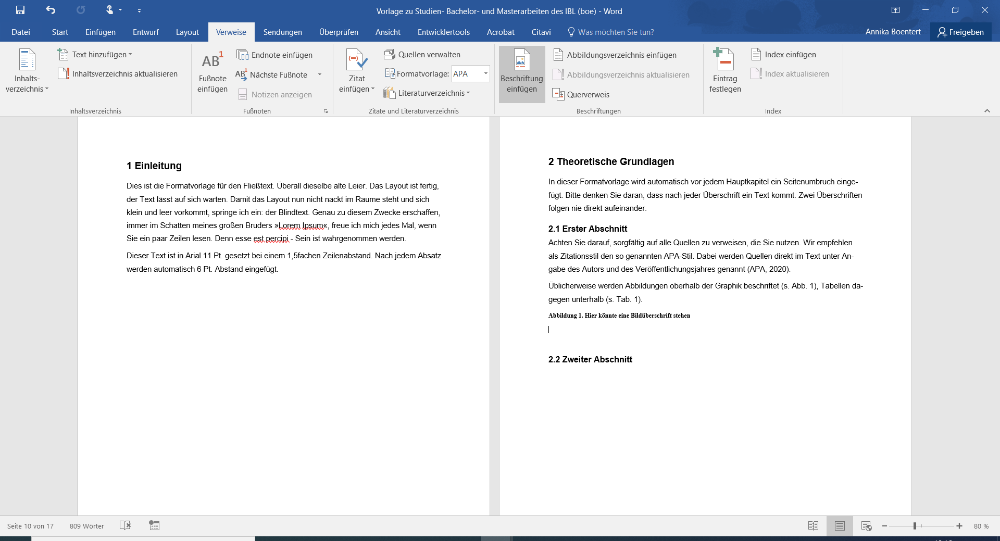 Vorlage zu Studien- Bachelor- und Masterarbeiten des IBL (boe) - Word
Datei Start Einfügen Entwurf Layout Verweise Sendungen Überprüfen Ansicht Entwicklertools Acrobat Citavi Was möchten Sie tun? Annika Boentert Freigeben
Inhalts-
verzeichnis
Text hinzufügen
Inhaltsverzeichnis aktualisieren
Inhaltsverzeichnis
AB1
Fußnote
einfügen
Endnote einfügen
AB1 Nächste Fußnote
Notizen anzeigen
Fußnoten
Zitat
einfügen
Quellen verwalten
Formatvorlage: APA
Literaturverzeichnis
Zitate und Literaturverzeichnis
Beschriftung
einfügen
Abbildungsverzeichnis einfügen
Abbildungsverzeichnis aktualisieren
Querverweis
Beschriftungen
Eintrag
festlegen
Index einfügen
Index aktualisieren
Index
1 Einleitung
Dies ist die Formatvorlage für den Fließtext. Überall dieselbe alte Leier. Das Layout ist fertig,
der Text lässt auf sich warten. Damit das Layout nun nicht nackt im Raume steht und sich
klein und leer vorkommt, springe ich ein: der Blindtext. Genau zu diesem Zwecke erschaffen,
immer im Schatten meines großen Bruders »Lorem Ipsum«, freue ich mich jedes Mal, wenn
Sie ein paar Zeilen lesen. Denn esse est percipi - Sein ist wahrgenommen werden.
Dieser Text ist in Arial 11 Pt. gesetzt bei einem 1,5fachen Zeilenabstand. Nach jedem Absatz
werden automatisch 6 Pt. Abstand eingefügt.
2 Theoretische Grundlagen
In dieser Formatvorlage wird automatisch vor jedem Hauptkapitel ein Seitenumbruch einge-
fügt. Bitte denken Sie daran, dass nach jeder Überschrift ein Text kommt. Zwei Überschriften
folgen nie direkt aufeinander.
2.1 Erster Abschnitt
Achten Sie darauf, sorgfältig auf alle Quellen zu verweisen, die Sie nutzen. Wir empfehlen
als Zitationsstil den so genannten APA-Stil. Dabei werden Quellen direkt im Text unter An-
gabe des Autors und des Veröffentlichungsjahres genannt (APA, 2020).
Üblicherweise werden Abbildungen oberhalb der Graphik beschriftet (s. Abb. 1), Tabellen da-
gegen unterhalb (s. Tab. 1).
Abbildung 1. Hier könnte eine Bildüberschrift stehen
2.2 Zweiter Abschnitt
Seite 10 von 17 809 Wörter 80 %